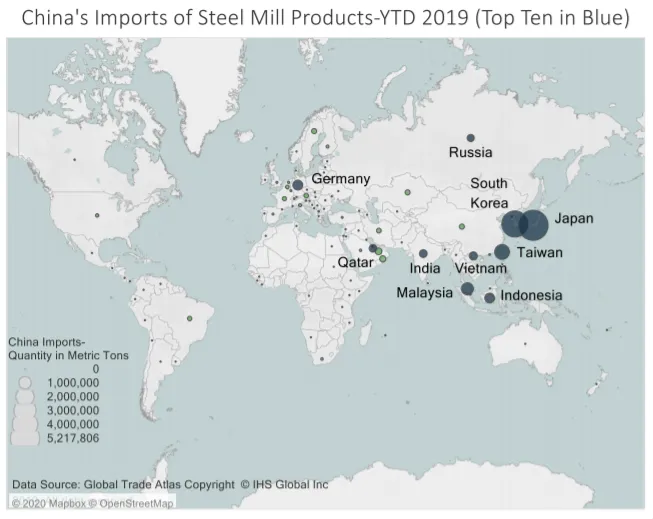 China's Imports of Steel Mill Products-YTD 2019 (Top Ten in Blue)
Russia
Germany
South
Korea
Japan
Taiwan
Qatar
India
Vietnam
Malaysia
Indonesia
China Imports-
Quantity in Metric Tons
0
1,000,000
2,000,000
3,000,000
4,000,000
5,217,806
Data Source: Global Trade Atlas Copyright © IHS Global Inc
© 2020 Mapbox © OpenStreetMap